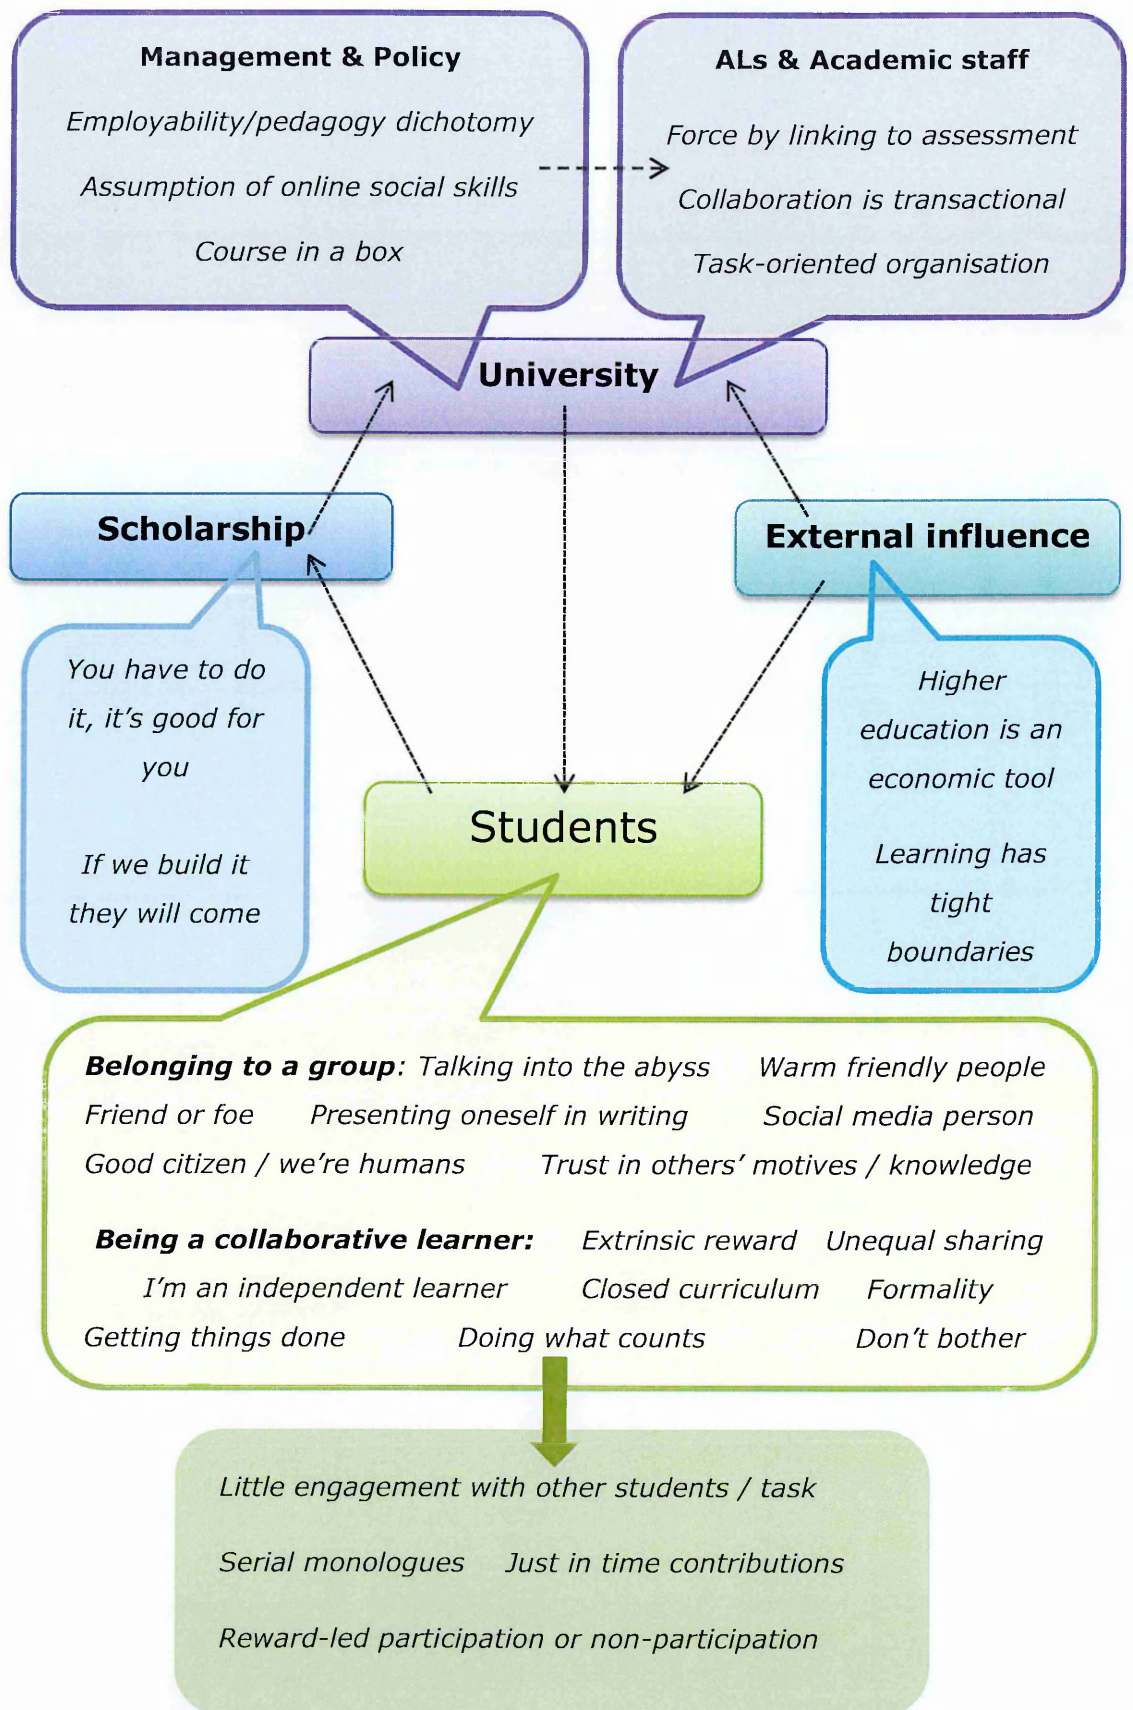 Management & Policy
Employability/pedagogy dichotomy
Assumption of online social skills
Course in a box
ALs & Academic staff
Force by linking to assessment
Collaboration is transactional
Task-oriented organisation
University
Scholarship
External influence
You have to do
it, it's good for
you
If we build it
they will come
Higher
education is an
economic tool
Learning has
tight
boundaries
Students
Belonging to a group: Talking into the abyss Warm friendly people
Friend or foe Presenting oneself in writing Social media person
Good citizen / we're humans Trust in others' motives / knowledge
Being a collaborative learner: Extrinsic reward Unequal sharing
I'm an independent learner Closed curriculum Formality
Getting things done Doing what counts Don't bother
Little engagement with other students / task
Serial monologues Just in time contributions
Reward-led participation or non-participation